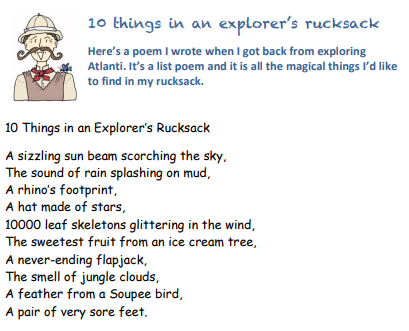 10 things in an explorer's rucksack
Here's a poem I wrote when I got back from exploring
Atlanti. It's a list poem and it is all the magical things I'd like
to find in my rucksack.
10 Things in an Explorer's Rucksack
A sizzling sun beam scorching the sky,
The sound of rain splashing on mud,
A rhino's footprint,
A hat made of stars,
10000 leaf skeletons glittering in the wind,
The sweetest fruit from an ice cream tree,
A never-ending flapjack,
The smell of jungle clouds,
A feather from a Soupee bird,
A pair of very sore feet.